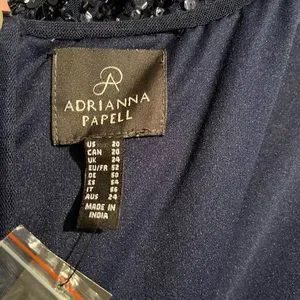 ADRIANNA
PAPELL
US 20
CAN 20
UK 24
EU/FR 52
DE 50
ES 54
IT 56
AUS 24
MADE IN
INDIA